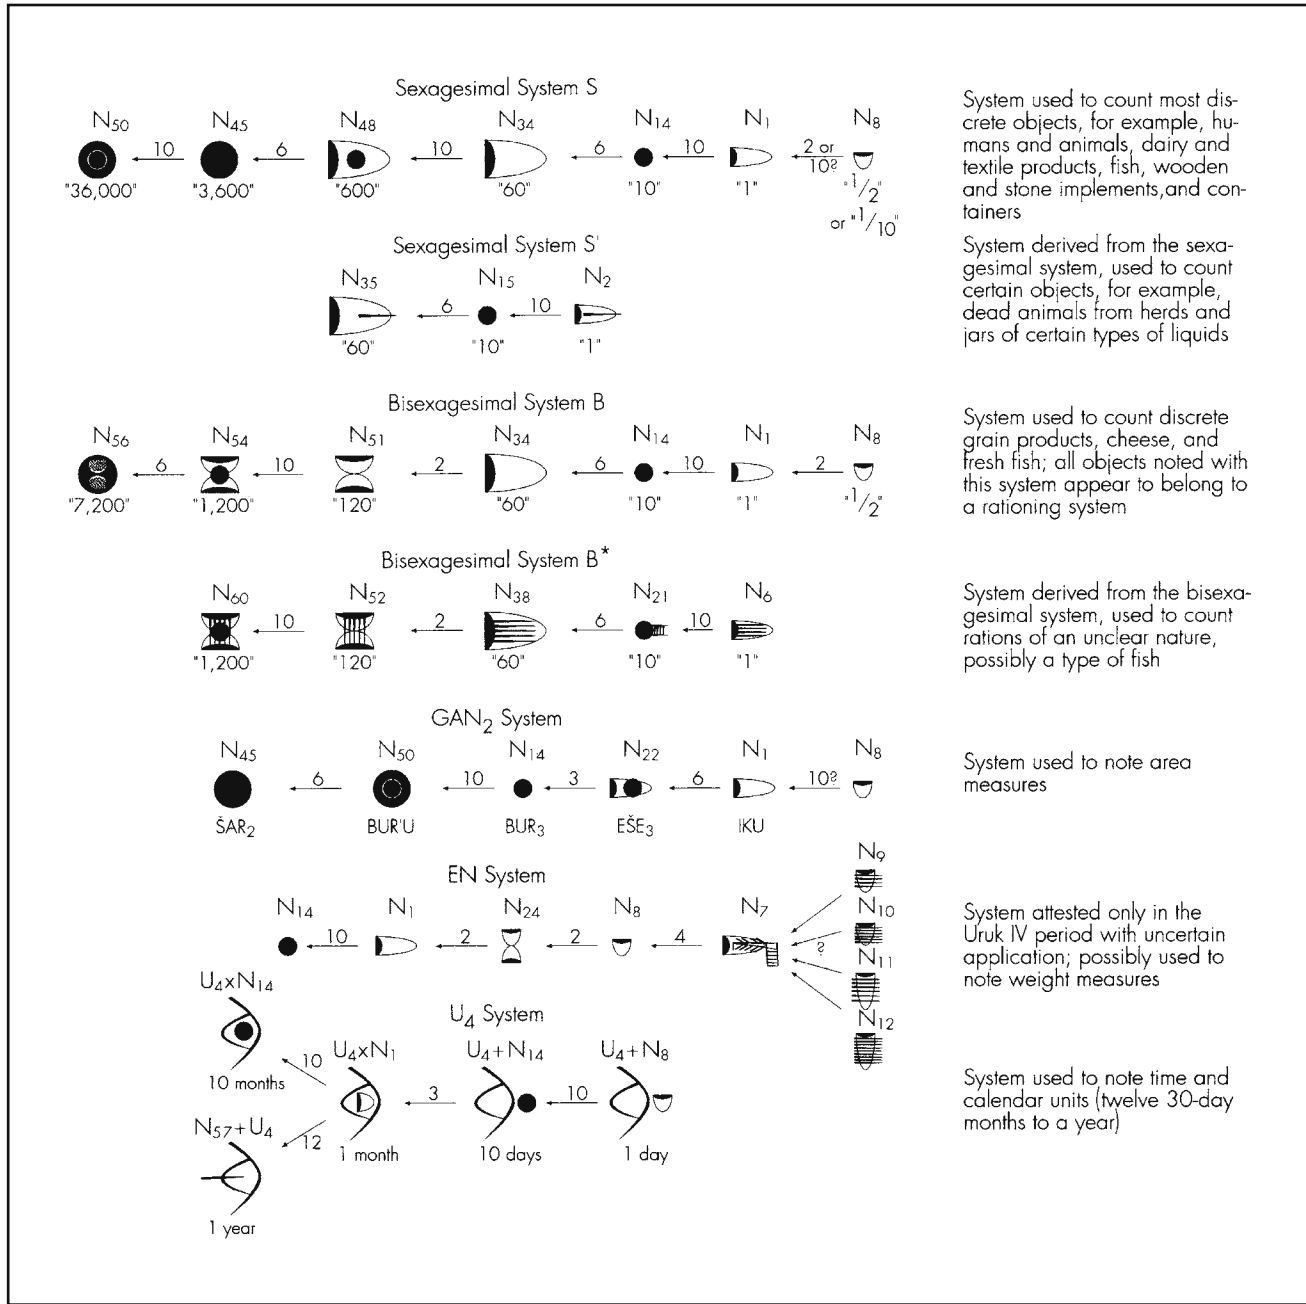 Sexagesimal System S
N50 N45 N48 N34 N14 N1 N8
10 6 10 6 10 2 or 10?
"36,000" "3,600" "600" "60" "10" "1" "1/2"
or "1/10"
System used to count most dis-
crete objects, for example, hu-
mans and animals, dairy and
textile products, fish, wooden
and stone implements,and con-
tainers
Sexagesimal System S'
N35 N15 N2
6 10
"60" "10" "1"
System derived from the sexa-
gesimal system, used to count
certain objects, for example,
dead animals from herds and
jars of certain types of liquids
Bisexagesimal System B
N56 N54 N51 N34 N14 N1 N8
6 10 2 6 10 2
"7,200" "1,200" "120" "60" "10" "1" "1/2"
System used to count discrete
grain products, cheese, and
fresh fish; all objects noted with
this system appear to belong to
a rationing system
Bisexagesimal System B*
N60 N52 N38 N21 N6
10 2 6 10
"1,200" "120" "60" "10" "1"
System derived from the bisexa-
gesimal system, used to count
rations of an unclear nature,
possibly a type of fish
GAN2 System
N45 N50 N14 N22 N1 N8
6 10 3 6 10?
ŠAR2 BUR'U BUR3 EŠE3 IKU
System used to note area
measures
EN System
N14 N1 N24 N8 N7 N9
N10
N11
N12
10 2 2 4 ?
System attested only in the
Uruk IV period with uncertain
application; possibly used to
note weight measures
U4 System
U4xN14
U4xN1 U4+N14 U4+N8
10 3 10
10 months
N57+U4 12
1 month 10 days 1 day
1 year
System used to note time and
calendar units (twelve 30-day
months to a year)